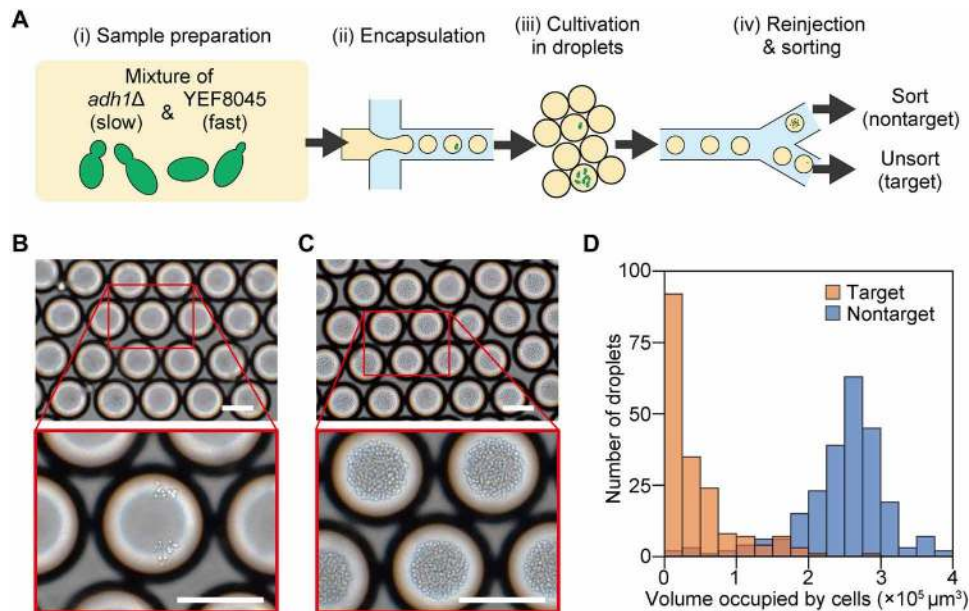 A
(i) Sample preparation
(ii) Encapsulation
(iii) Cultivation
in droplets
(iv) Reinjection
& sorting
Mixture of
adh1Δ & YEF8045
(slow) (fast)
Sort
(nontarget)
Unsort
(target)
B
C
D
100
75
50
25
0
Number of droplets
Target
Nontarget
0 1 2 3 4
Volume occupied by cells (×10⁵ μm³)